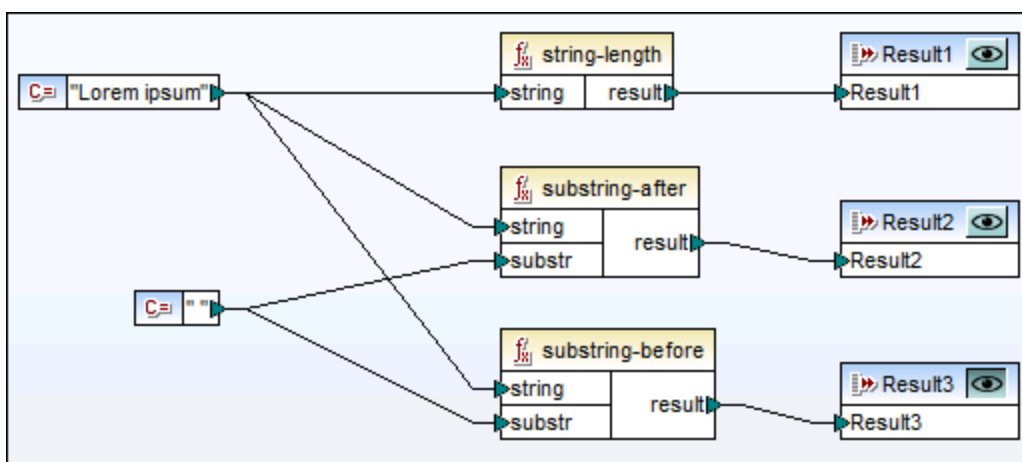 string-length
Result1
C= "Lorem ipsum"
string result
Result1
substring-after
string
result
substr
Result2
Result2
C= " "
substring-before
string
result
substr
Result3
Result3